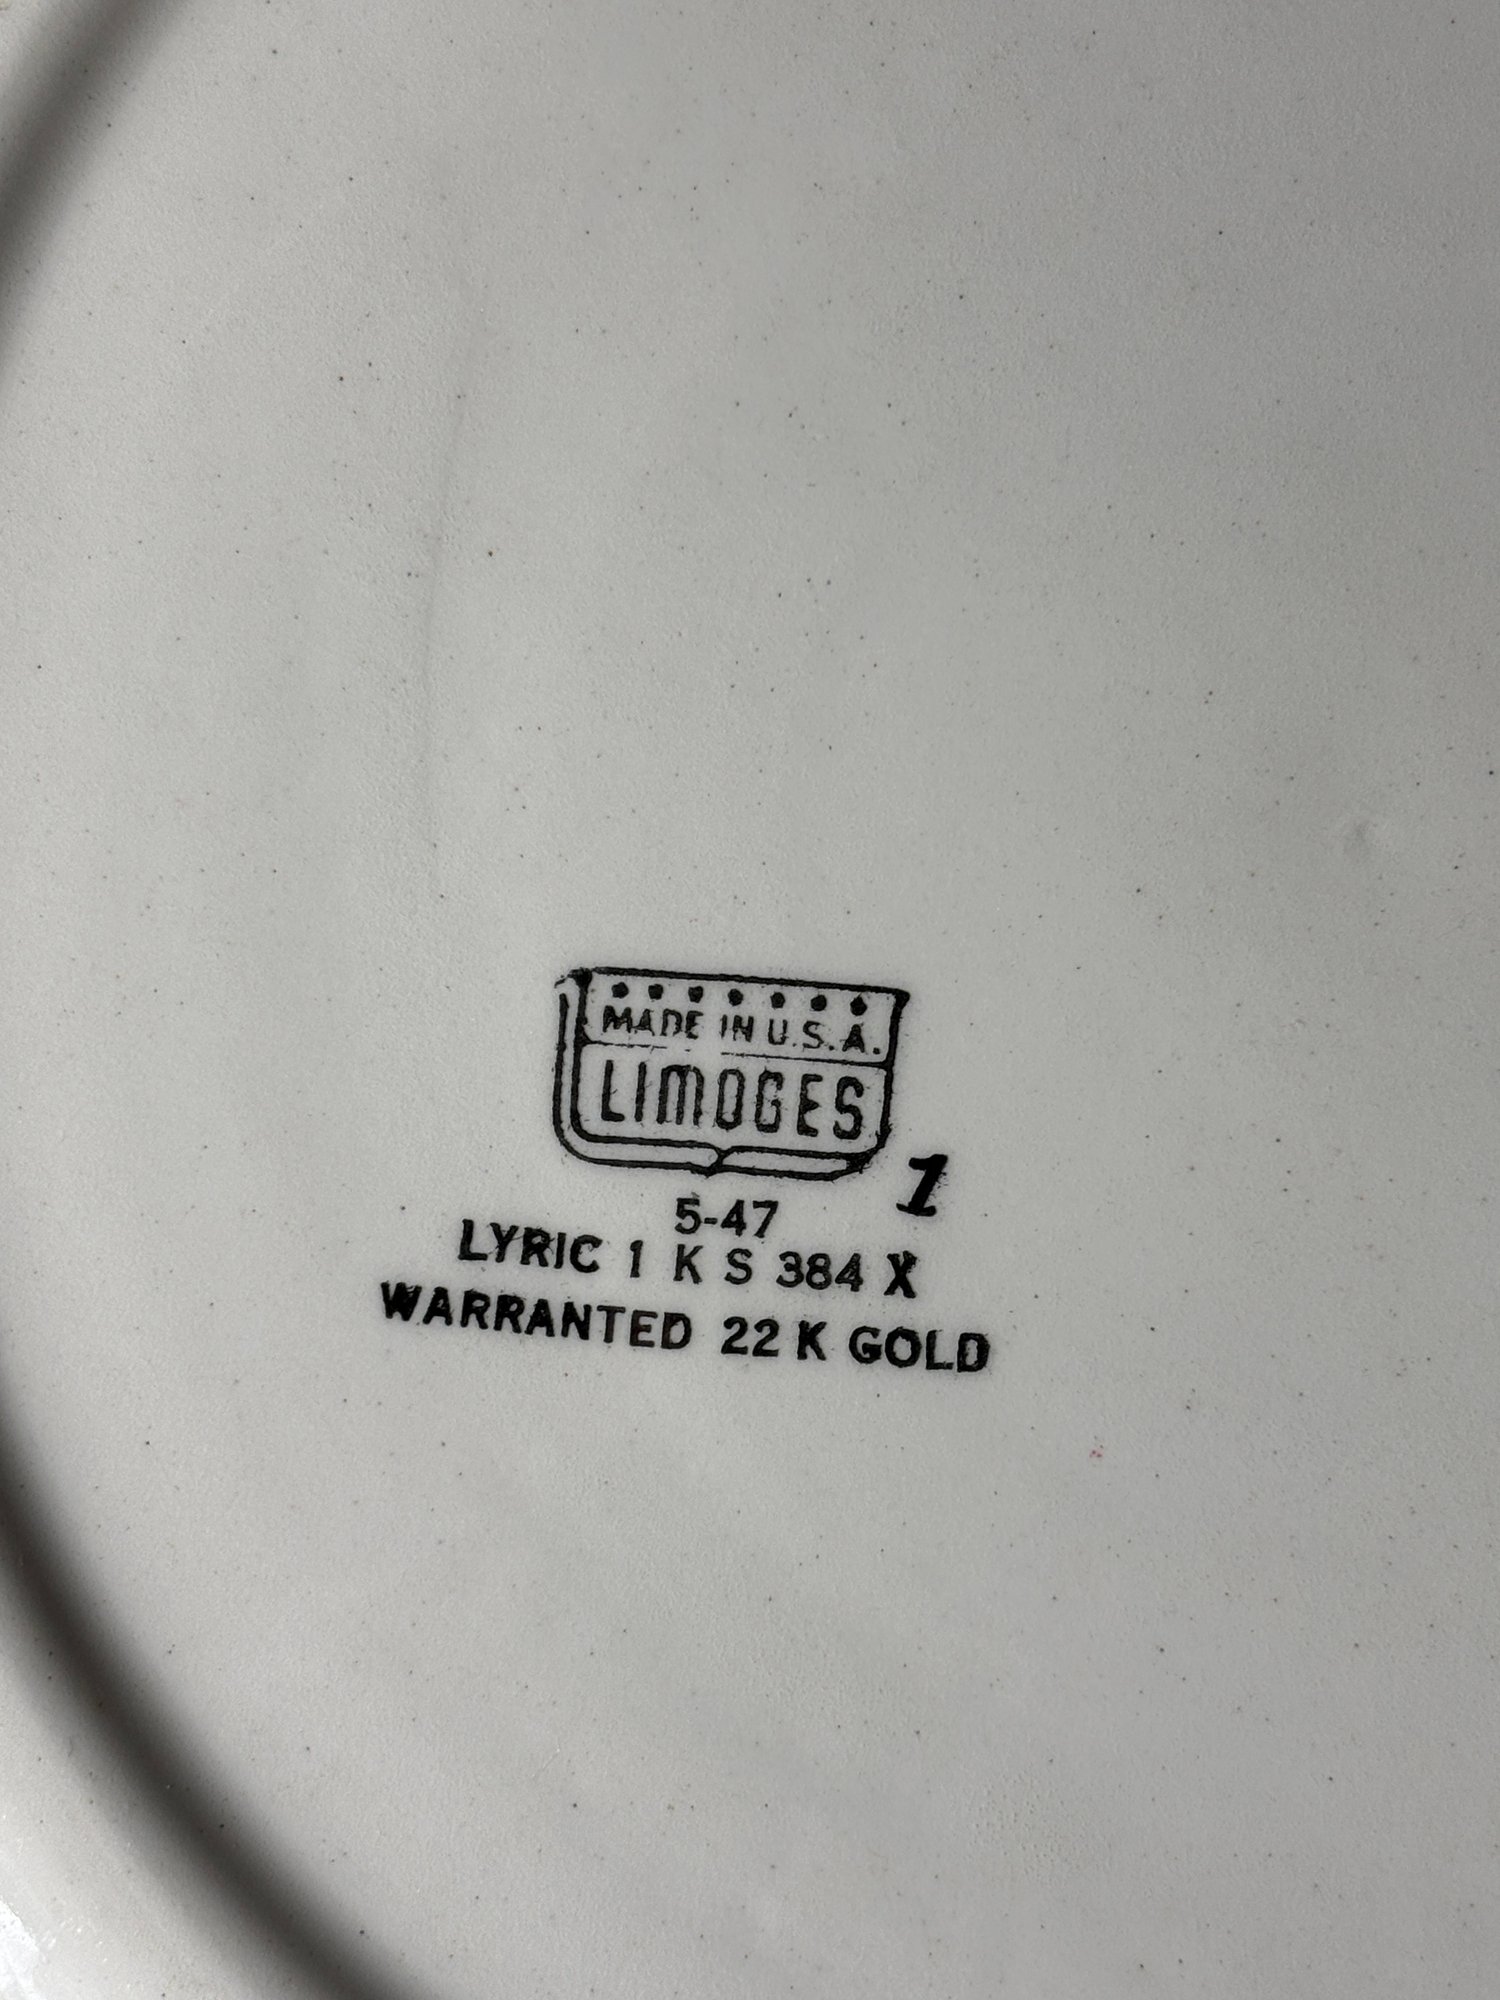 MADE IN U.S.A.
LIMOGES
1
5-47
LYRIC 1 K S 384 X
WARRANTED 22 K GOLD